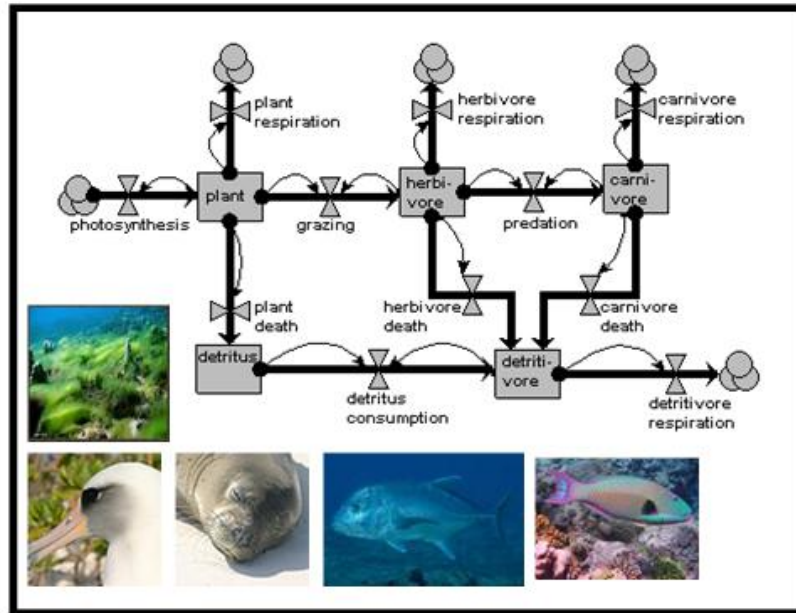 plant
respiration
herbivore
respiration
carnivore
respiration
plant
herbi-
vore
carni-
vore
photosynthesis
grazing
predation
plant
death
herbivore
death
carnivore
death
detritus
detriti-
vore
detritus
consumption
detritivore
respiration